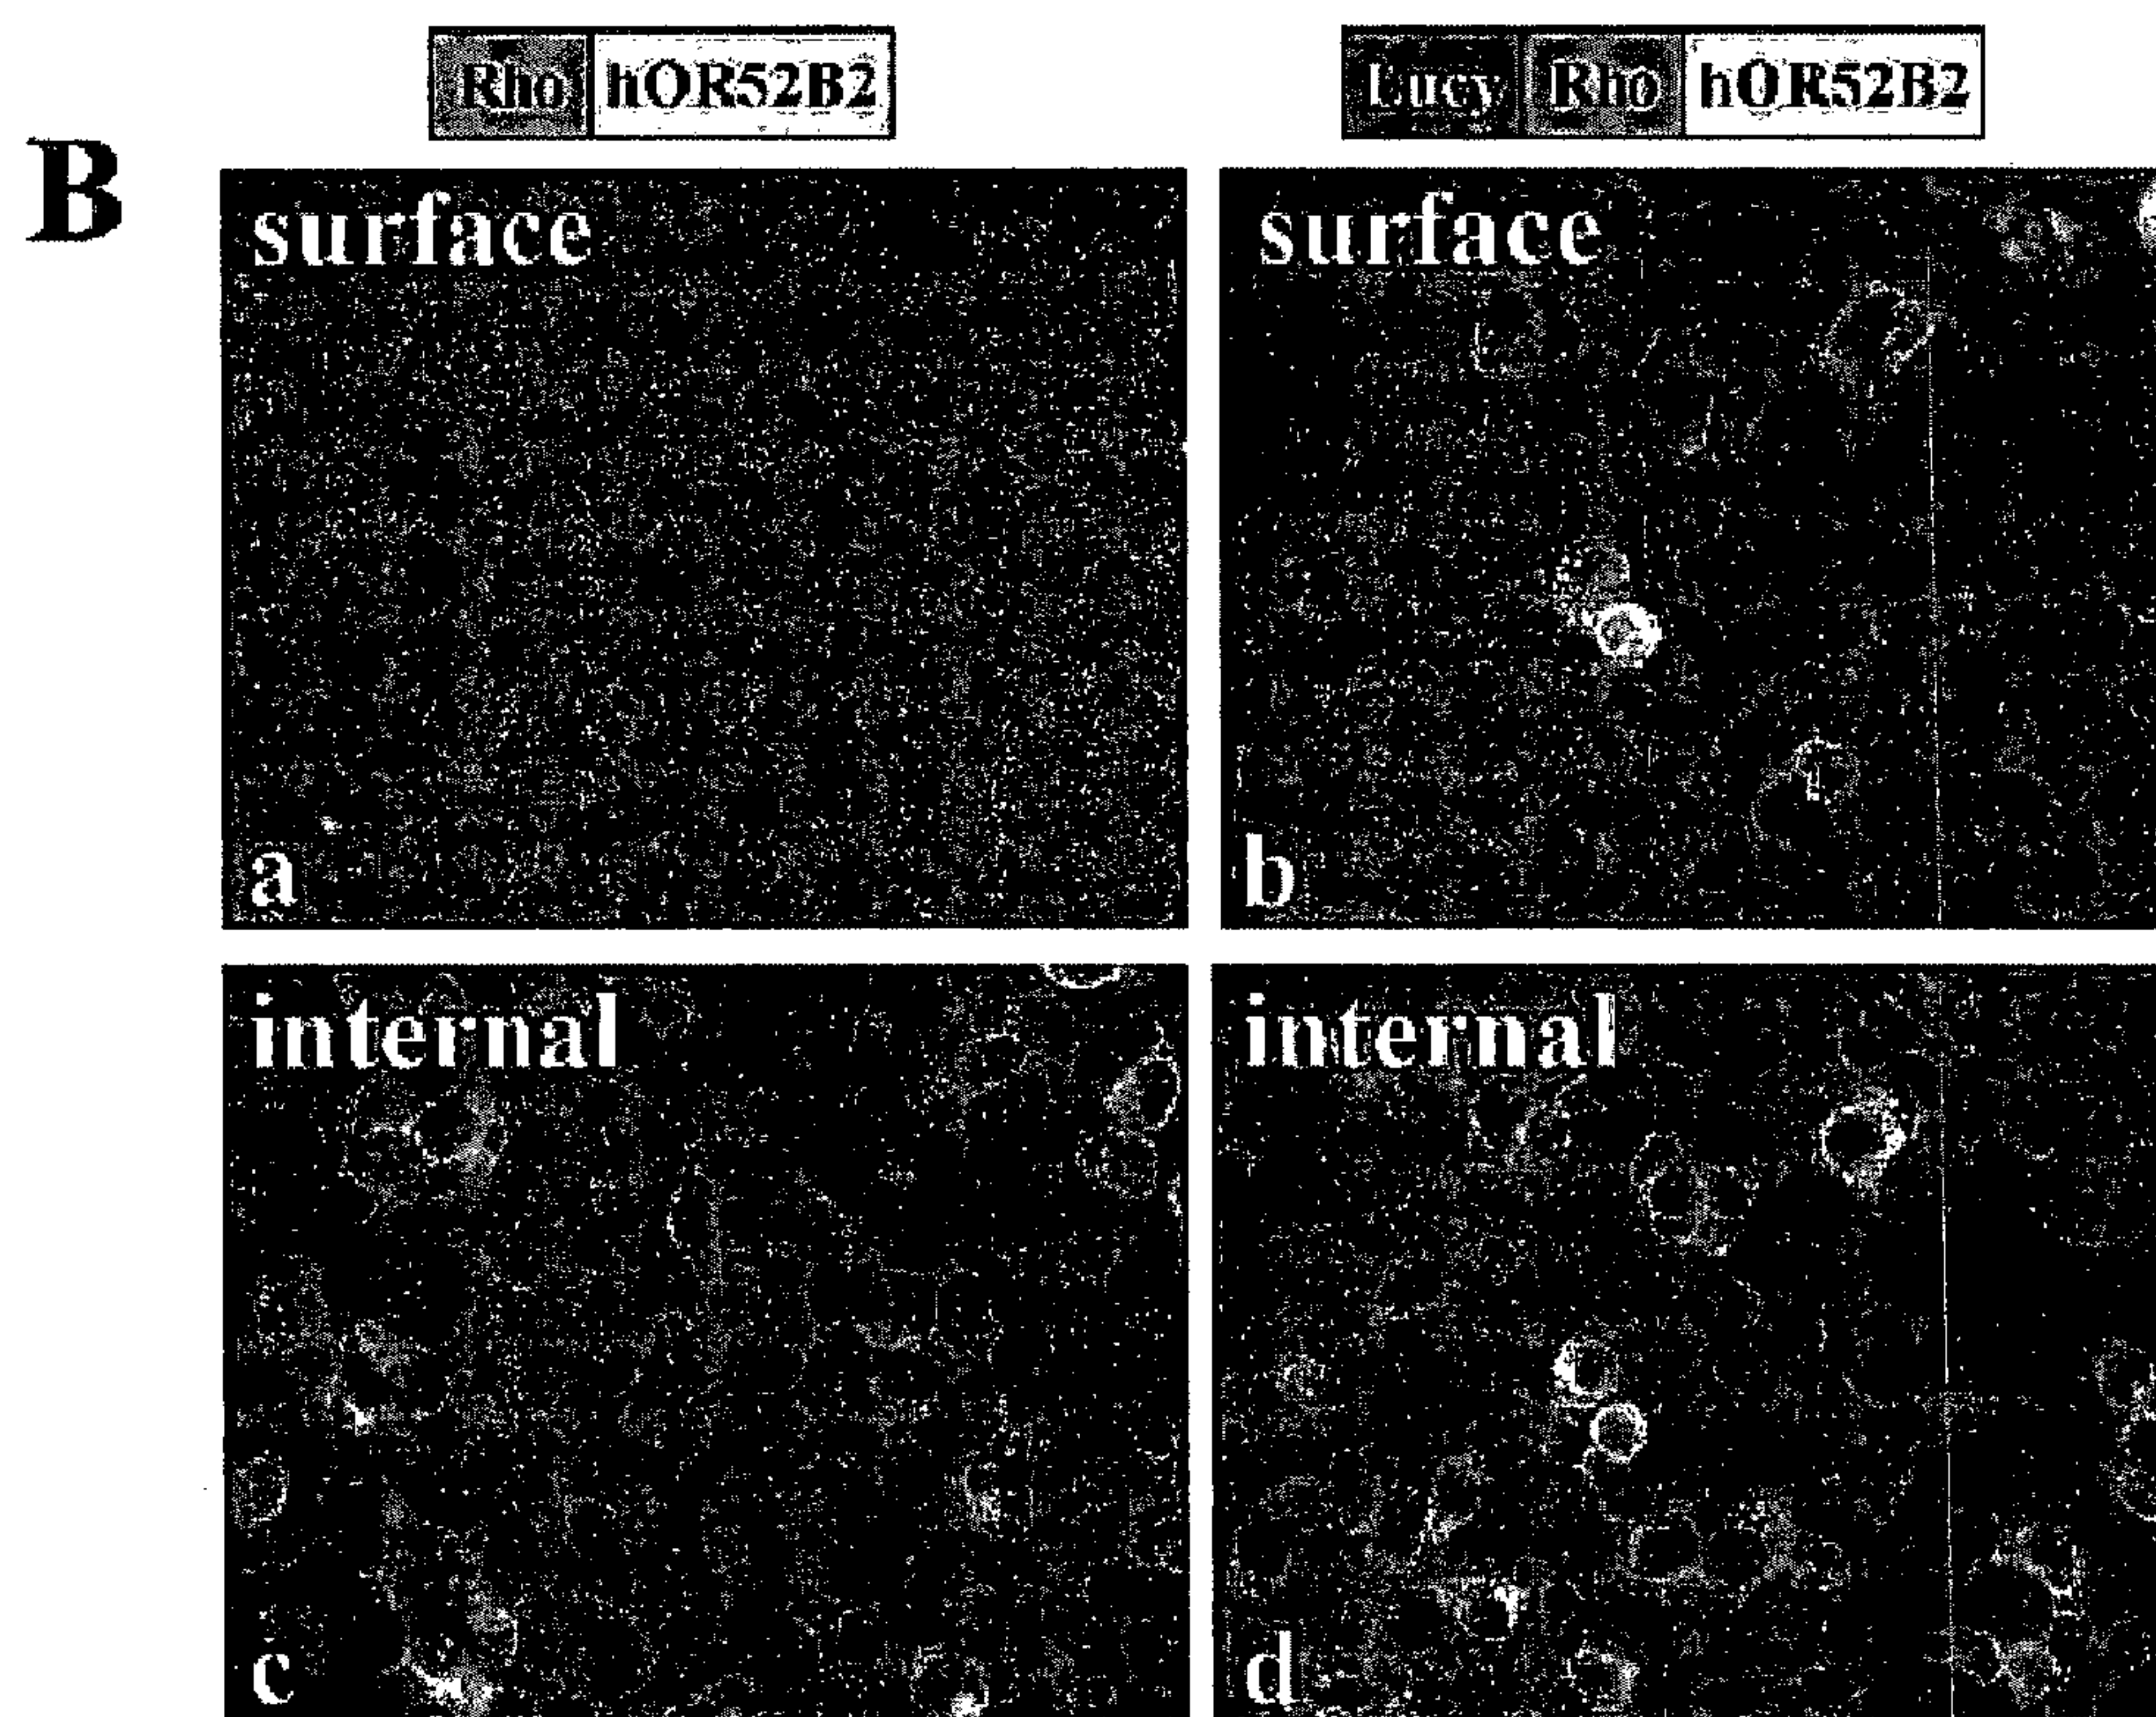 Rho hOR52B2 Lucy Rho hOR52B2
B
surface surface
a b
internal internal
c d